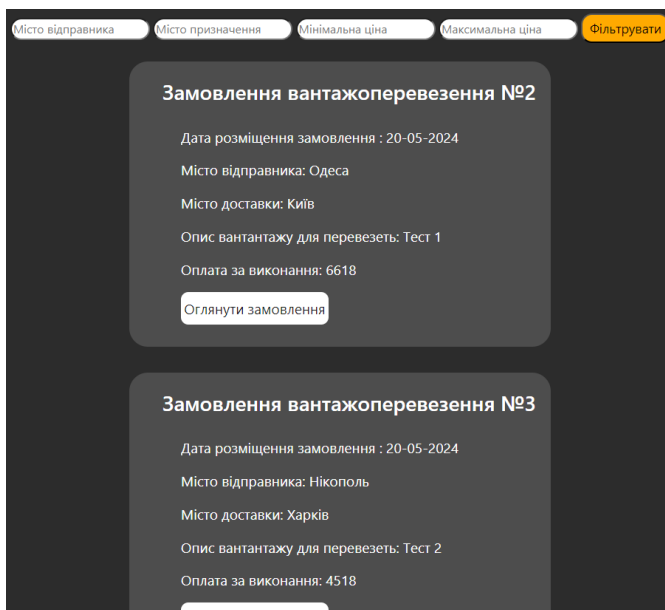 Місто відправника Місто призначення Мінімальна ціна Максимальна ціна Фільтрувати
Замовлення вантажоперевезення №2
Дата розміщення замовлення : 20-05-2024
Місто відправника: Одеса
Місто доставки: Київ
Опис вантантажу для перевезеть: Тест 1
Оплата за виконання: 6618
Оглянути замовлення
Замовлення вантажоперевезення №3
Дата розміщення замовлення : 20-05-2024
Місто відправника: Нікополь
Місто доставки: Харків
Опис вантантажу для перевезеть: Тест 2
Оплата за виконання: 4518